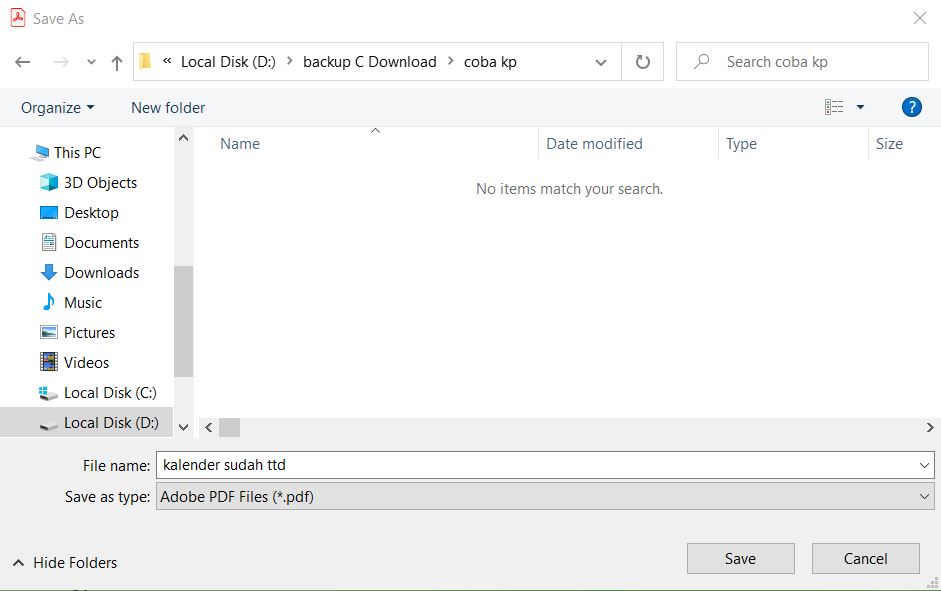 Save As
« Local Disk (D:) > backup C Download > coba kp
Search coba kp
Organize
New folder
?
This PC
3D Objects
Desktop
Documents
Downloads
Music
Pictures
Videos
Local Disk (C:)
Local Disk (D:)
Name Date modified Type Size
No items match your search.
File name: kalender sudah ttd
Save as type: Adobe PDF Files (*.pdf)
Hide Folders
Save Cancel